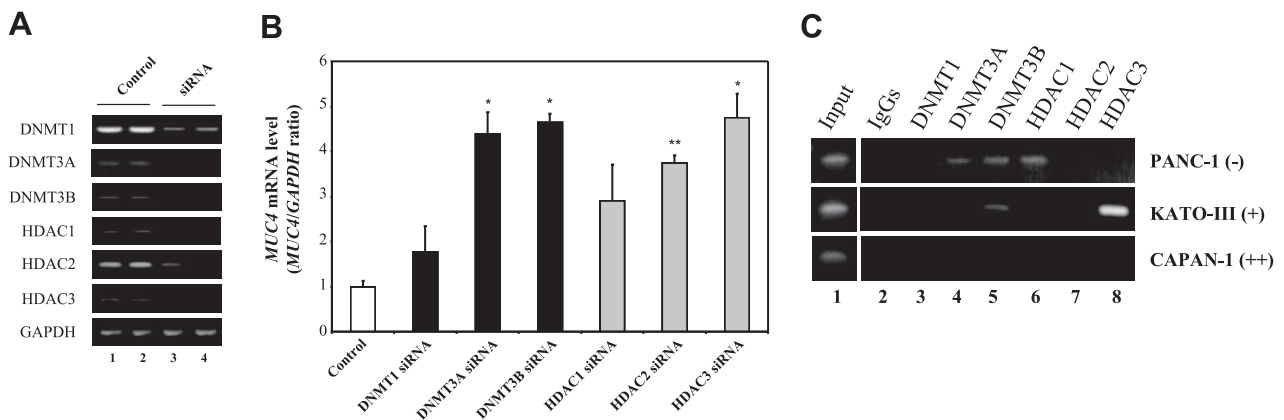 A
Control siRNA
DNMT1
DNMT3A
DNMT3B
HDAC1
HDAC2
HDAC3
GAPDH
1 2 3 4
B
MUC4 mRNA level
(MUC4/GAPDH ratio)
6
5
4
3
2
1
0
*
*
**
*
Control
DNMT1 siRNA
DNMT3A siRNA
DNMT3B siRNA
HDAC1 siRNA
HDAC2 siRNA
HDAC3 siRNA
C
Input IgGs DNMT1 DNMT3A DNMT3B HDAC1 HDAC2 HDAC3
PANC-1 (-)
KATO-III (+)
CAPAN-1 (++)
1 2 3 4 5 6 7 8